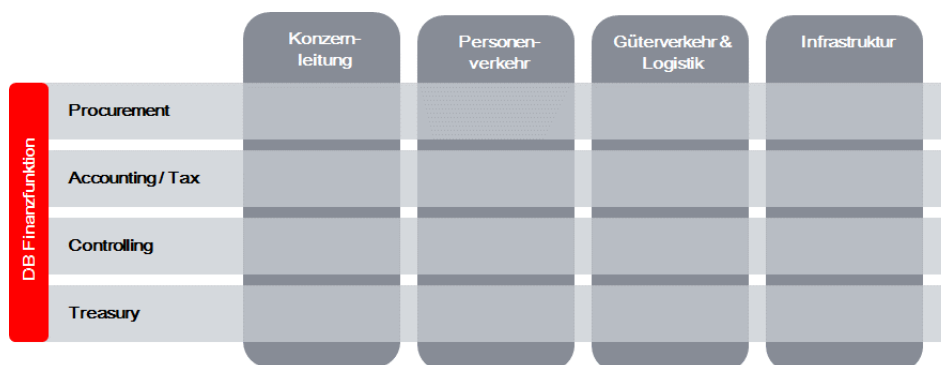 Konzern-
leitung
Personen-
verkehr
Güterverkehr &
Logistik
Infrastruktur
DB Finanzfunktion
Procurement
Accounting / Tax
Controlling
Treasury